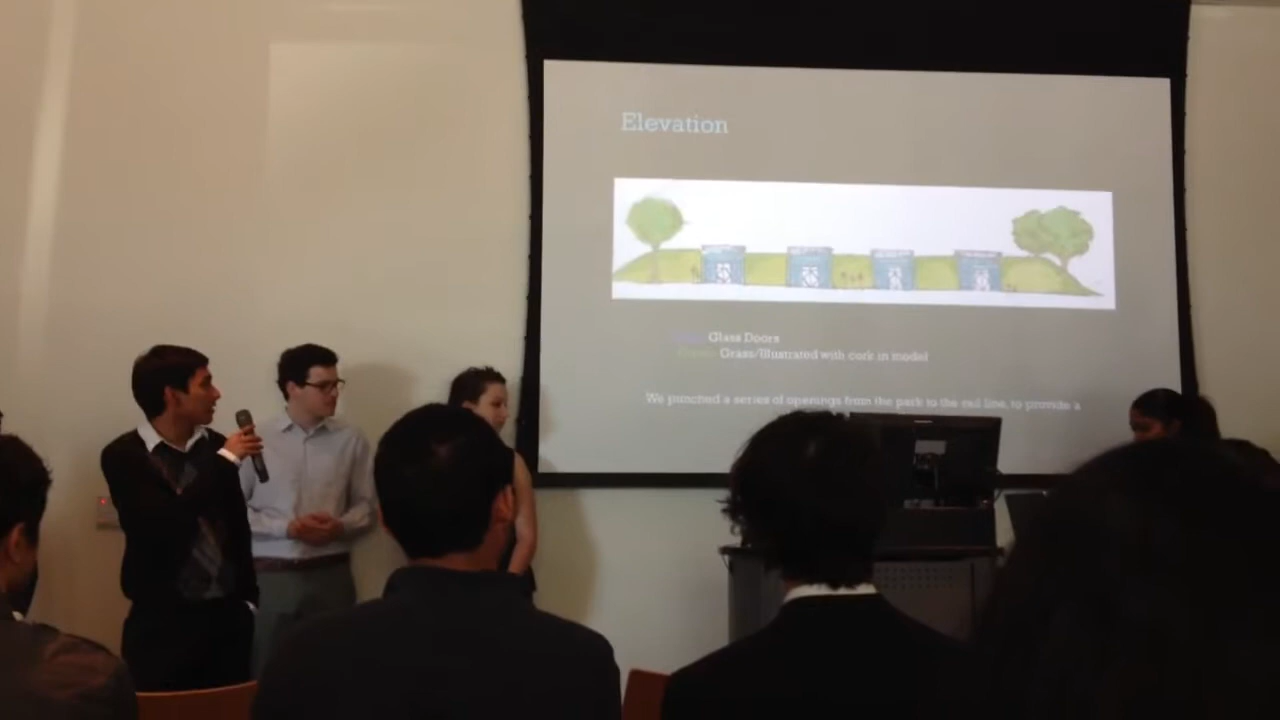 Elevation
Glass Doors
Grass/Illustrated with cork in model
We punched a series of openings from the park to the rail line, to provide a